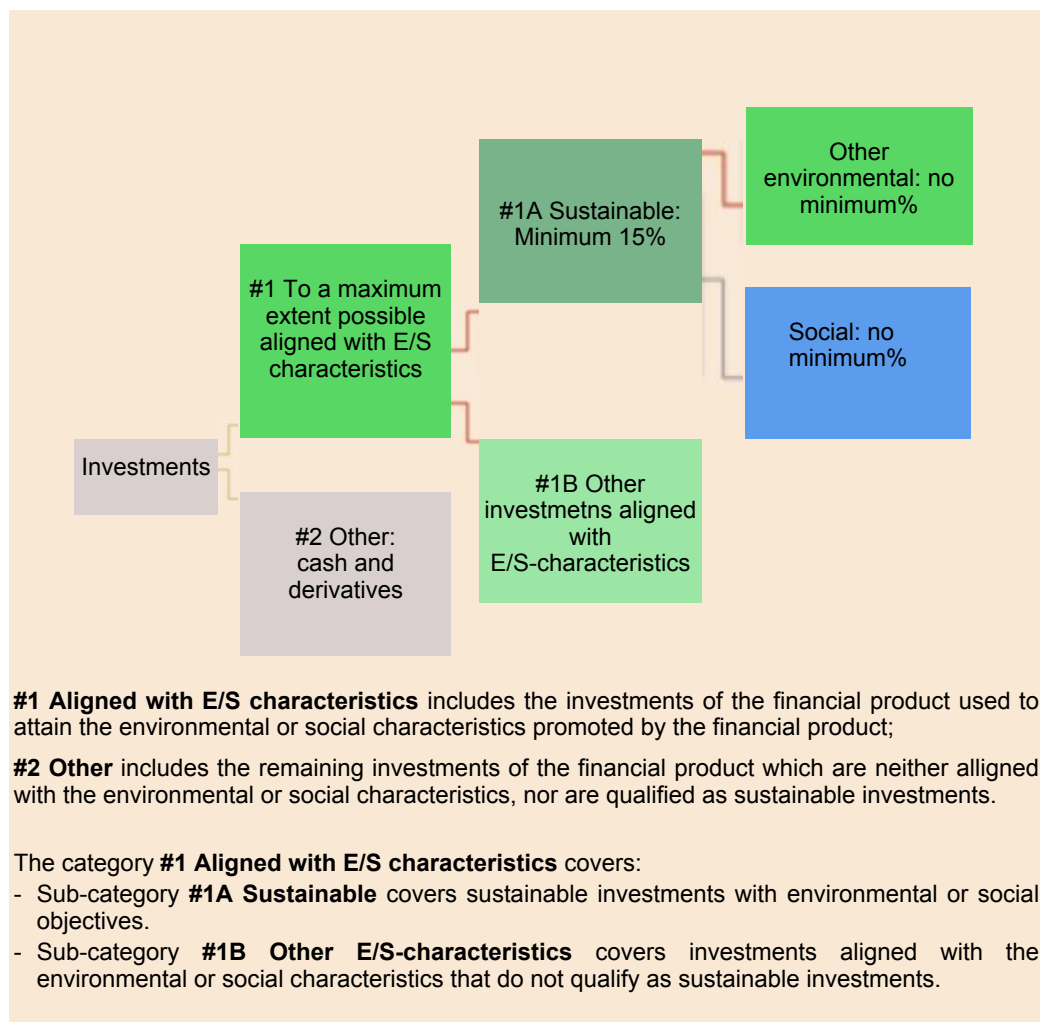 Other
environmental: no
minimum%
#1A Sustainable:
Minimum 15%
#1 To a maximum
extent possible
aligned with E/S
characteristics
Social: no
minimum%
Investments
#1B Other
investmetns aligned
with
E/S-characteristics
#2 Other:
cash and
derivatives
#1 Aligned with E/S characteristics includes the investments of the financial product used to
attain the environmental or social characteristics promoted by the financial product;
#2 Other includes the remaining investments of the financial product which are neither alligned
with the environmental or social characteristics, nor are qualified as sustainable investments.
The category #1 Aligned with E/S characteristics covers:
- Sub-category #1A Sustainable covers sustainable investments with environmental or social
objectives.
- Sub-category #1B Other E/S-characteristics covers investments aligned with the
environmental or social characteristics that do not qualify as sustainable investments.